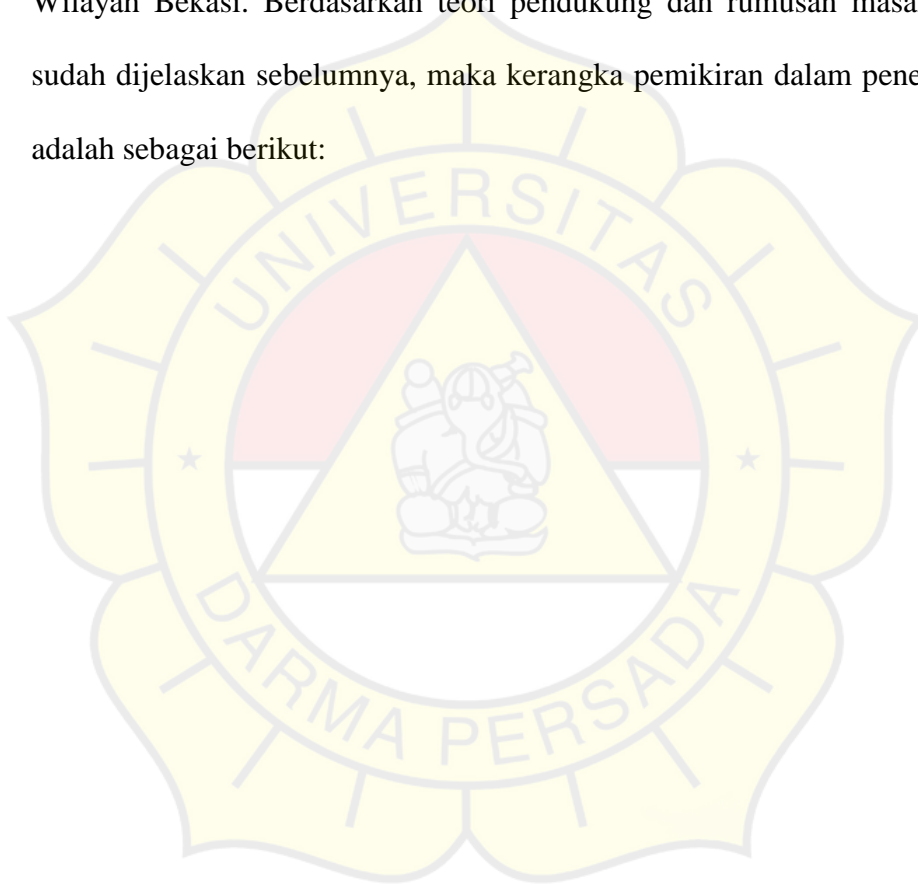 Wilayah Bekasi. Berdasarkan teori pendukung dan rumusan masa
sudah dijelaskan sebelumnya, maka kerangka pemikiran dalam pene
adalah sebagai berikut:
UNIVERSITAS
DARMA PERSADA